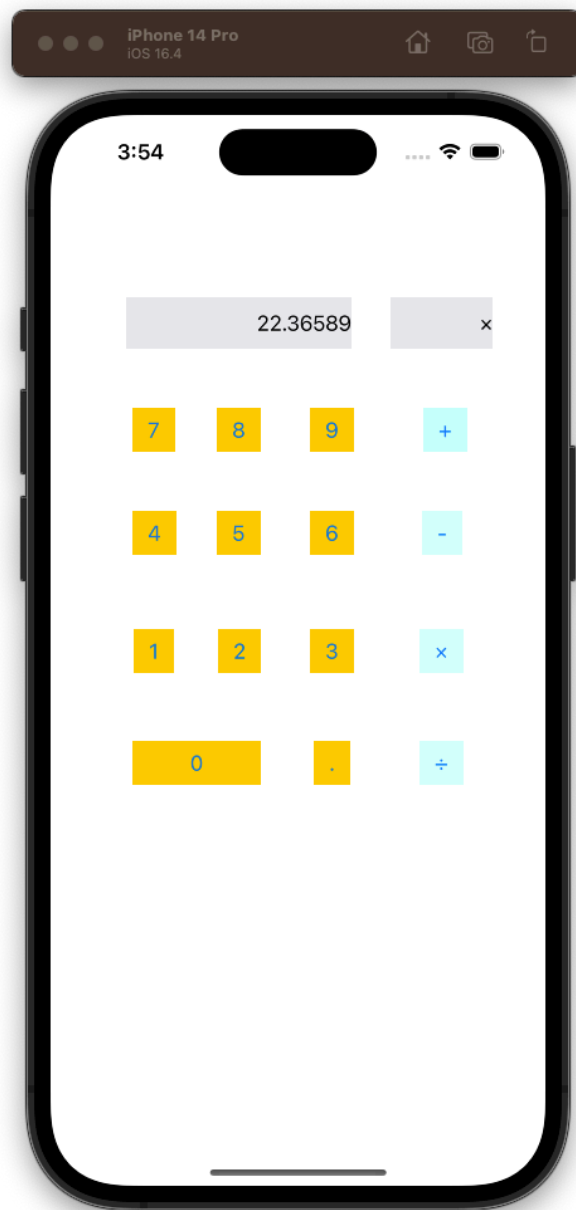 iPhone 14 Pro
iOS 16.4
3:54
22.36589 ×
7 8 9 +
4 5 6 -
1 2 3 ×
0 . ÷